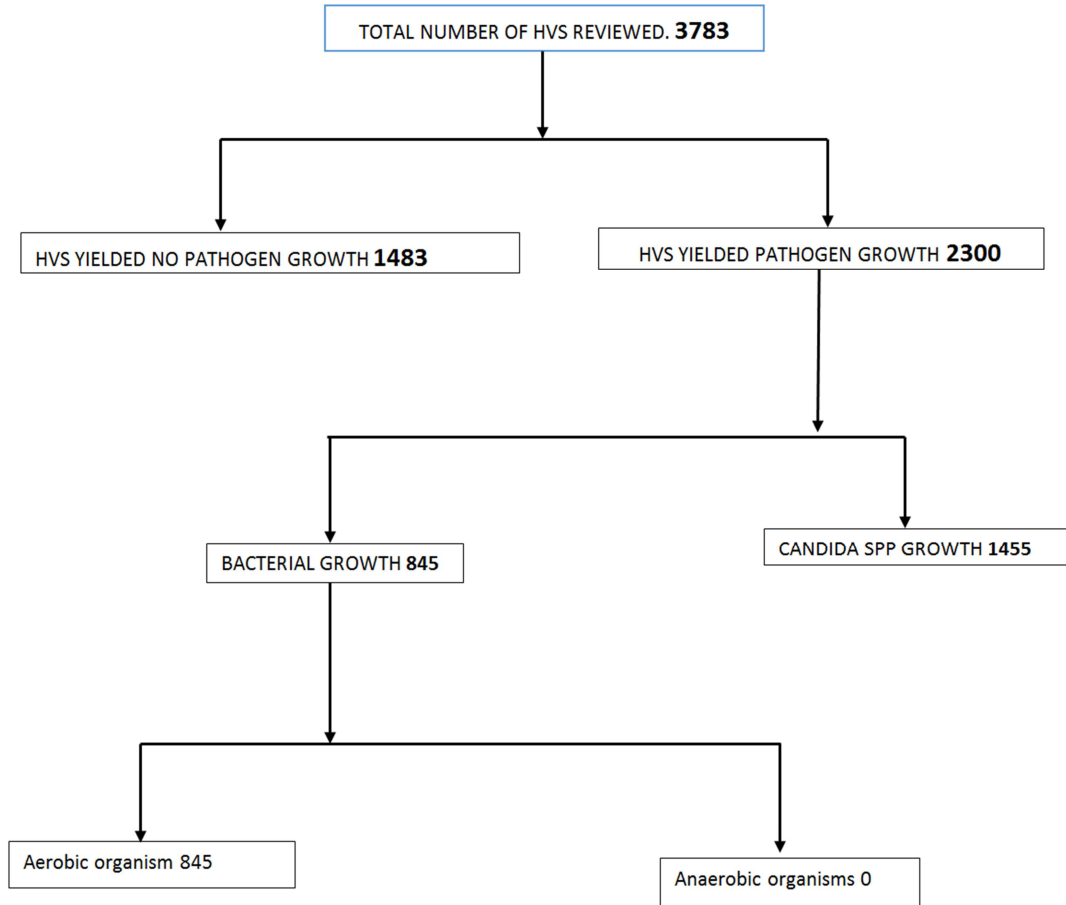 TOTAL NUMBER OF HVS REVIEWED. 3783
HVS YIELDED NO PATHOGEN GROWTH 1483
HVS YIELDED PATHOGEN GROWTH 2300
BACTERIAL GROWTH 845
CANDIDA SPP GROWTH 1455
Aerobic organism 845
Anaerobic organisms 0